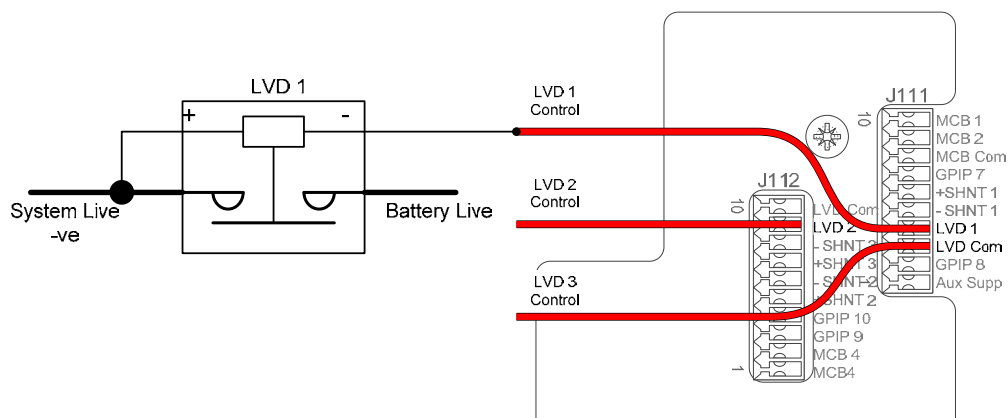 LVD 1
+
-
System Live
-ve
Battery Live
LVD 1
Control
LVD 2
Control
LVD 3
Control
J112
10
1
LVD Com
LVD 2
- SHNT 3
+SHNT 3
- SHNT 2
+SHNT 2
GPIP 10
GPIP 9
MCB 4
MCB4
J111
10
MCB 1
MCB 2
MCB Com
GPIP 7
+SHNT 1
- SHNT 1
LVD 1
LVD Com
GPIP 8
Aux Supp